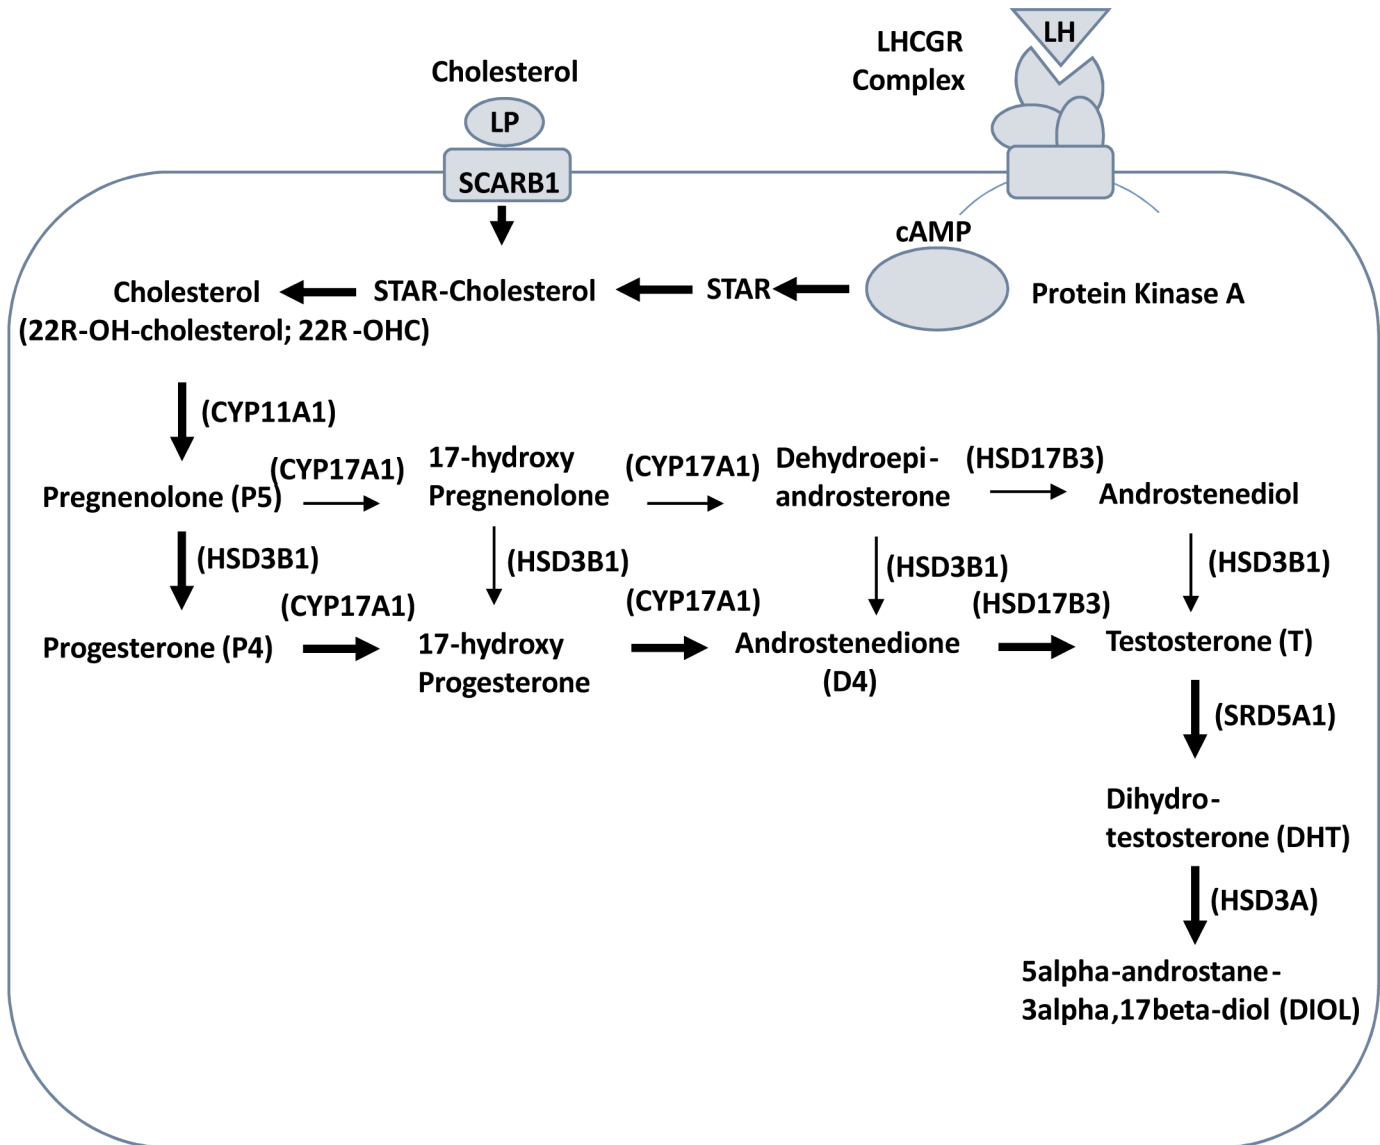 LH
LHCGR
Complex
Cholesterol
LP
SCARB1
cAMP
Cholesterol
STAR-Cholesterol
STAR
Protein Kinase A
(22R-OH-cholesterol; 22R-OHC)
(CYP11A1)
Pregnenolone (P5)
(CYP17A1)
17-hydroxy
Pregnenolone
(CYP17A1)
Dehydroepi-
androsterone
(HSD17B3)
Androstenediol
(HSD3B1)
(HSD3B1)
(HSD3B1)
(HSD3B1)
Progesterone (P4)
(CYP17A1)
17-hydroxy
Progesterone
(CYP17A1)
Androstenedione
(D4)
(HSD17B3)
Testosterone (T)
(SRD5A1)
Dihydro-
testosterone (DHT)
(HSD3A)
5alpha-androstane-
3alpha,17beta-diol (DIOL)